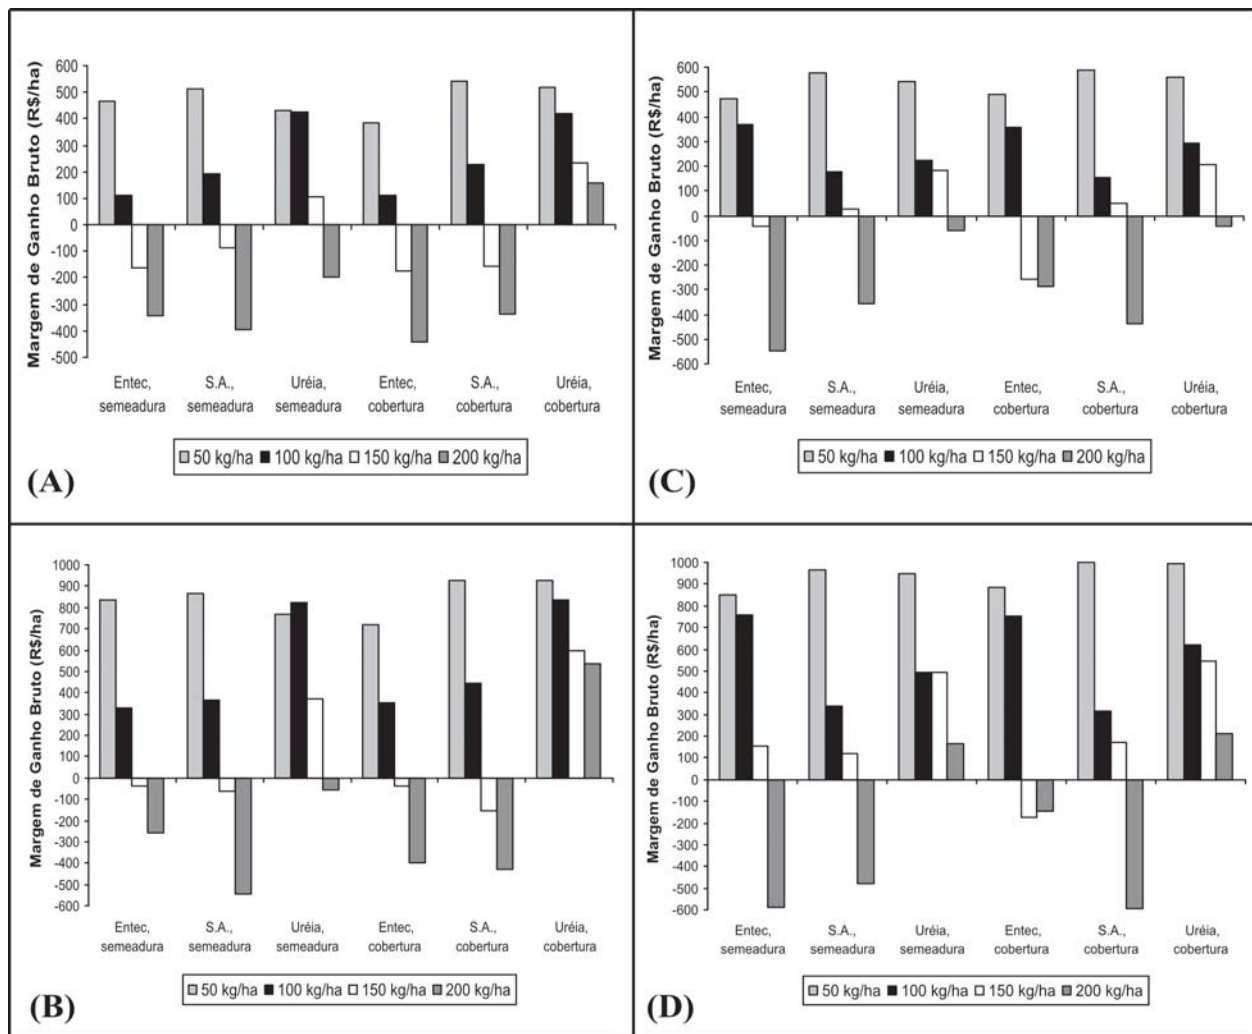 Margem de Ganho Bruto (R$/ha)
600
500
400
300
200
100
0
-100
-200
-300
-400
-500
Entec, semeadura
S.A., semeadura
Uréia, semeadura
Entec, cobertura
S.A., cobertura
Uréia, cobertura
50 kg/ha 100 kg/ha 150 kg/ha 200 kg/ha
(A)
Margem de Ganho Bruto (R$/ha)
600
500
400
300
200
100
0
-100
-200
-300
-400
-500
-600
Entec, semeadura
S.A., semeadura
Uréia, semeadura
Entec, cobertura
S.A., cobertura
Uréia, cobertura
50 kg/ha 100 kg/ha 150 kg/ha 200 kg/ha
(C)
Margem de Ganho Bruto (R$/ha)
1000
900
800
700
600
500
400
300
200
100
0
-100
-200
-300
-400
-500
-600
Entec, semeadura
S.A., semeadura
Uréia, semeadura
Entec, cobertura
S.A., cobertura
Uréia, cobertura
50 kg/ha 100 kg/ha 150 kg/ha 200 kg/ha
(B)
Margem de Ganho Bruto (R$/ha)
1000
900
800
700
600
500
400
300
200
100
0
-100
-200
-300
-400
-500
-600
Entec, semeadura
S.A., semeadura
Uréia, semeadura
Entec, cobertura
S.A., cobertura
Uréia, cobertura
50 kg/ha 100 kg/ha 150 kg/ha 200 kg/ha
(D)